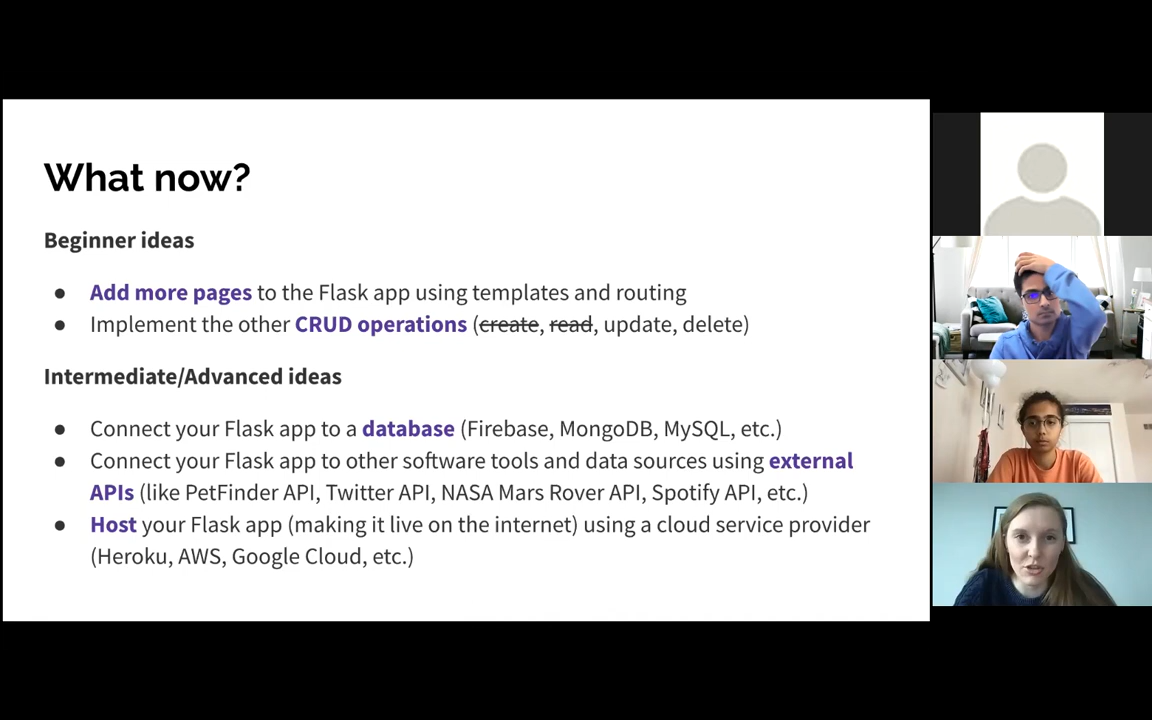 What now?
Beginner ideas
● Add more pages to the Flask app using templates and routing
● Implement the other CRUD operations (create, read, update, delete)
Intermediate/Advanced ideas
● Connect your Flask app to a database (Firebase, MongoDB, MySQL, etc.)
● Connect your Flask app to other software tools and data sources using external
APIs (like PetFinder API, Twitter API, NASA Mars Rover API, Spotify API, etc.)
● Host your Flask app (making it live on the internet) using a cloud service provider
(Heroku, AWS, Google Cloud, etc.)